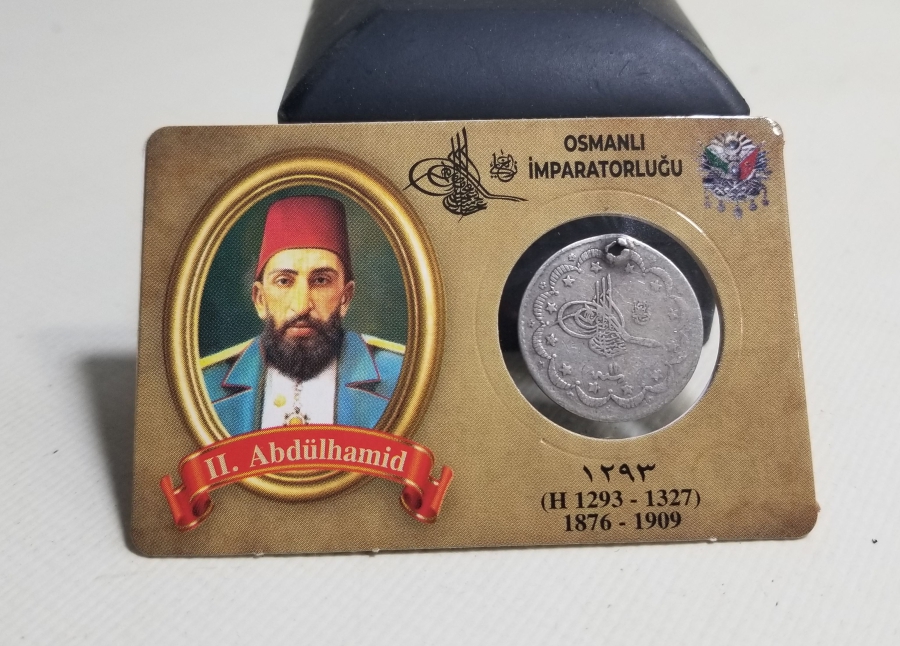 OSMANLI
İMPARATORLUĞU
II. Abdülhamid
١٢٩٣
(H 1293 - 1327)
1876 - 1909